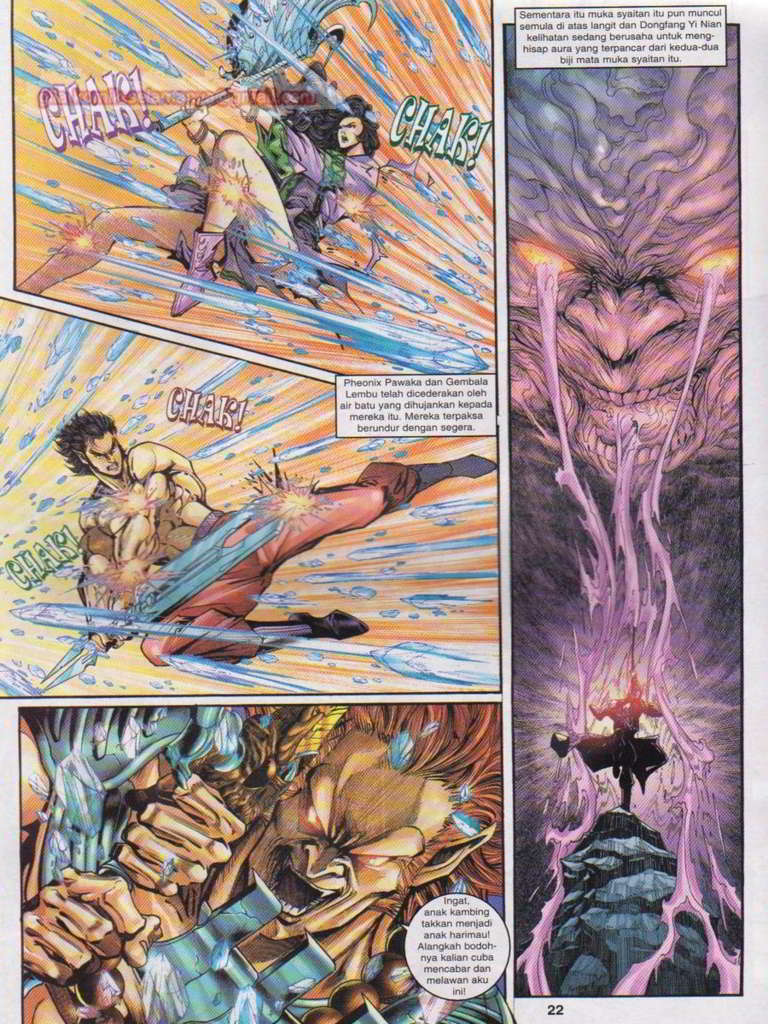 CHAK!
CHAK!
Pheonix Pawaka dan Gembala
Lembu telah dicederakan oleh
air batu yang dihujankan kepada
mereka itu. Mereka terpaksa
berundur dengan segera.
CHAK!
CHAK!
Ingat,
anak kambing
takkan menjadi
anak harimau!
Alangkah bodoh-
nya kalian cuba
mencabar dan
melawan aku
ini!
Sementara itu muka syaitan itu pun muncul
semula di atas langit dan Dongfang Yi Nian
kelihatan sedang berusaha untuk meng-
hisap aura yang terpancar dari kedua-dua
biji mata muka syaitan itu.
22